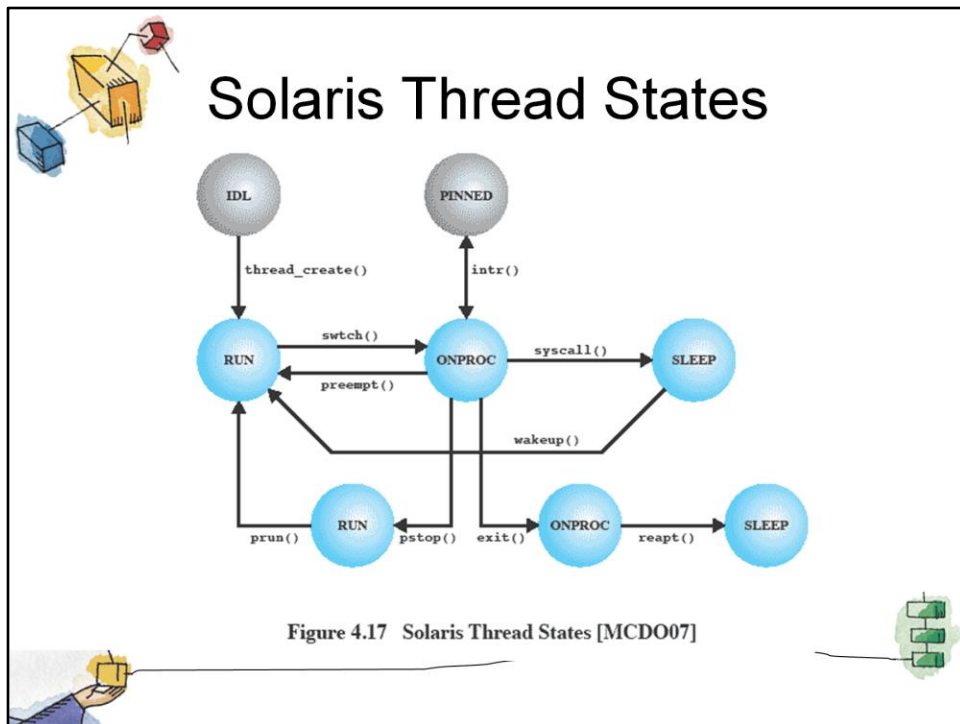 Solaris Thread States
IDL
PINNED
thread_create()
intr()
swtch()
syscall()
RUN
ONPROC
SLEEP
preempt()
wakeup()
RUN
ONPROC
SLEEP
prun()
pstop()
exit()
reapt()
Figure 4.17 Solaris Thread States [MCDO07]